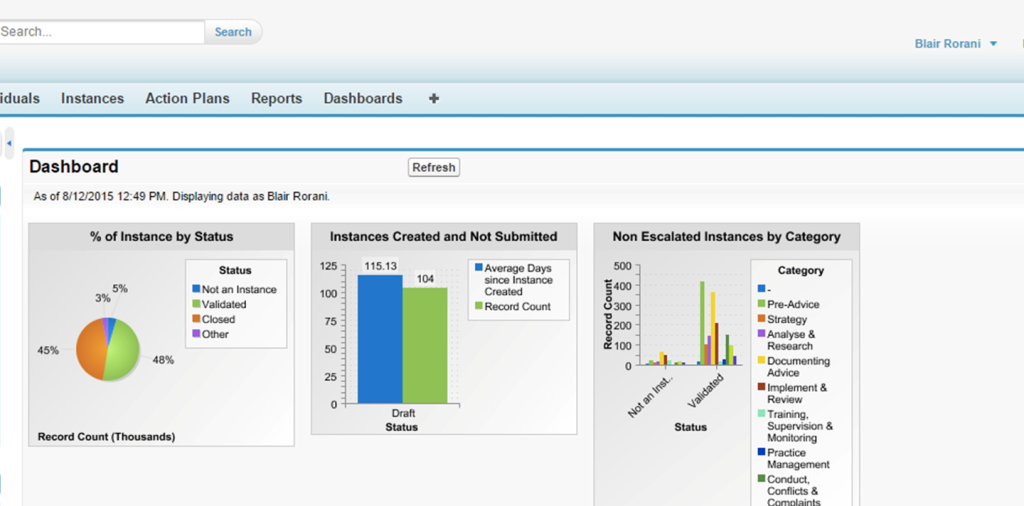 Search...
Search
Blair Rorani
iduals
Instances
Action Plans
Reports
Dashboards
Dashboard
Refresh
As of 8/12/2015 12:49 PM. Displaying data as Blair Rorani.
% of Instance by Status
Status
Not an Instance
Validated
Closed
Other
5%
3%
45%
48%
Record Count (Thousands)
Instances Created and Not Submitted
125
100
75
50
25
0
115.13
104
Draft
Status
Average Days
since Instance
Created
Record Count
Non Escalated Instances by Category
Record Count
500
400
300
200
100
0
Not an Inst..
Validated
Status
Category
-
Pre-Advice
Strategy
Analyse &
Research
Documenting
Advice
Implement &
Review
Training,
Supervision &
Monitoring
Practice
Management
Conduct,
Conflicts &
Complaints